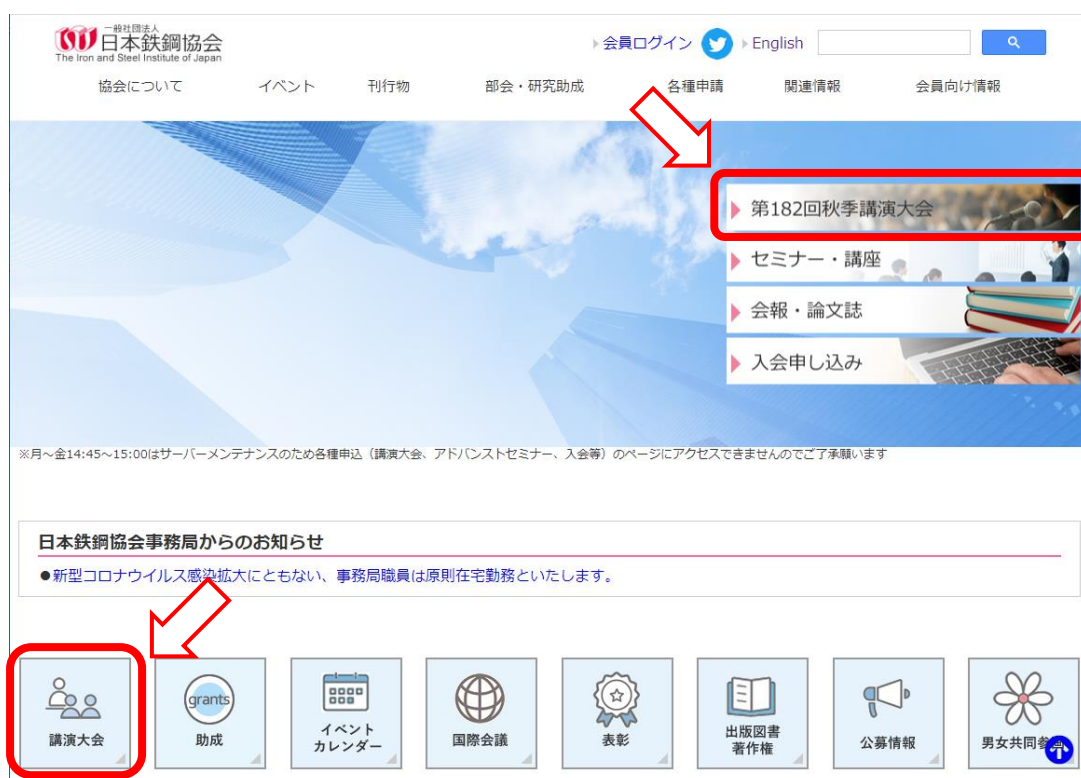 一般社団法人
日本鉄鋼協会
The Iron and Steel Institute of Japan
会員ログイン English
協会について イベント 刊行物 部会・研究助成 各種申請 関連情報 会員向け情報
第182回秋季講演大会
セミナー・講座
会報・論文誌
入会申し込み
※月~金14:45~15:00はサーバーメンテナンスのため各種申込(講演大会、アドバンストセミナー、入会等)のページにアクセスできませんのでご了承願います
日本鉄鋼協会事務局からのお知らせ
●新型コロナウイルス感染拡大にともない、事務局職員は原則在宅勤務といたします。
講演大会
grants
助成
イベント
カレンダー
国際会議
表彰
出版図書
著作権
公募情報
男女共同参画